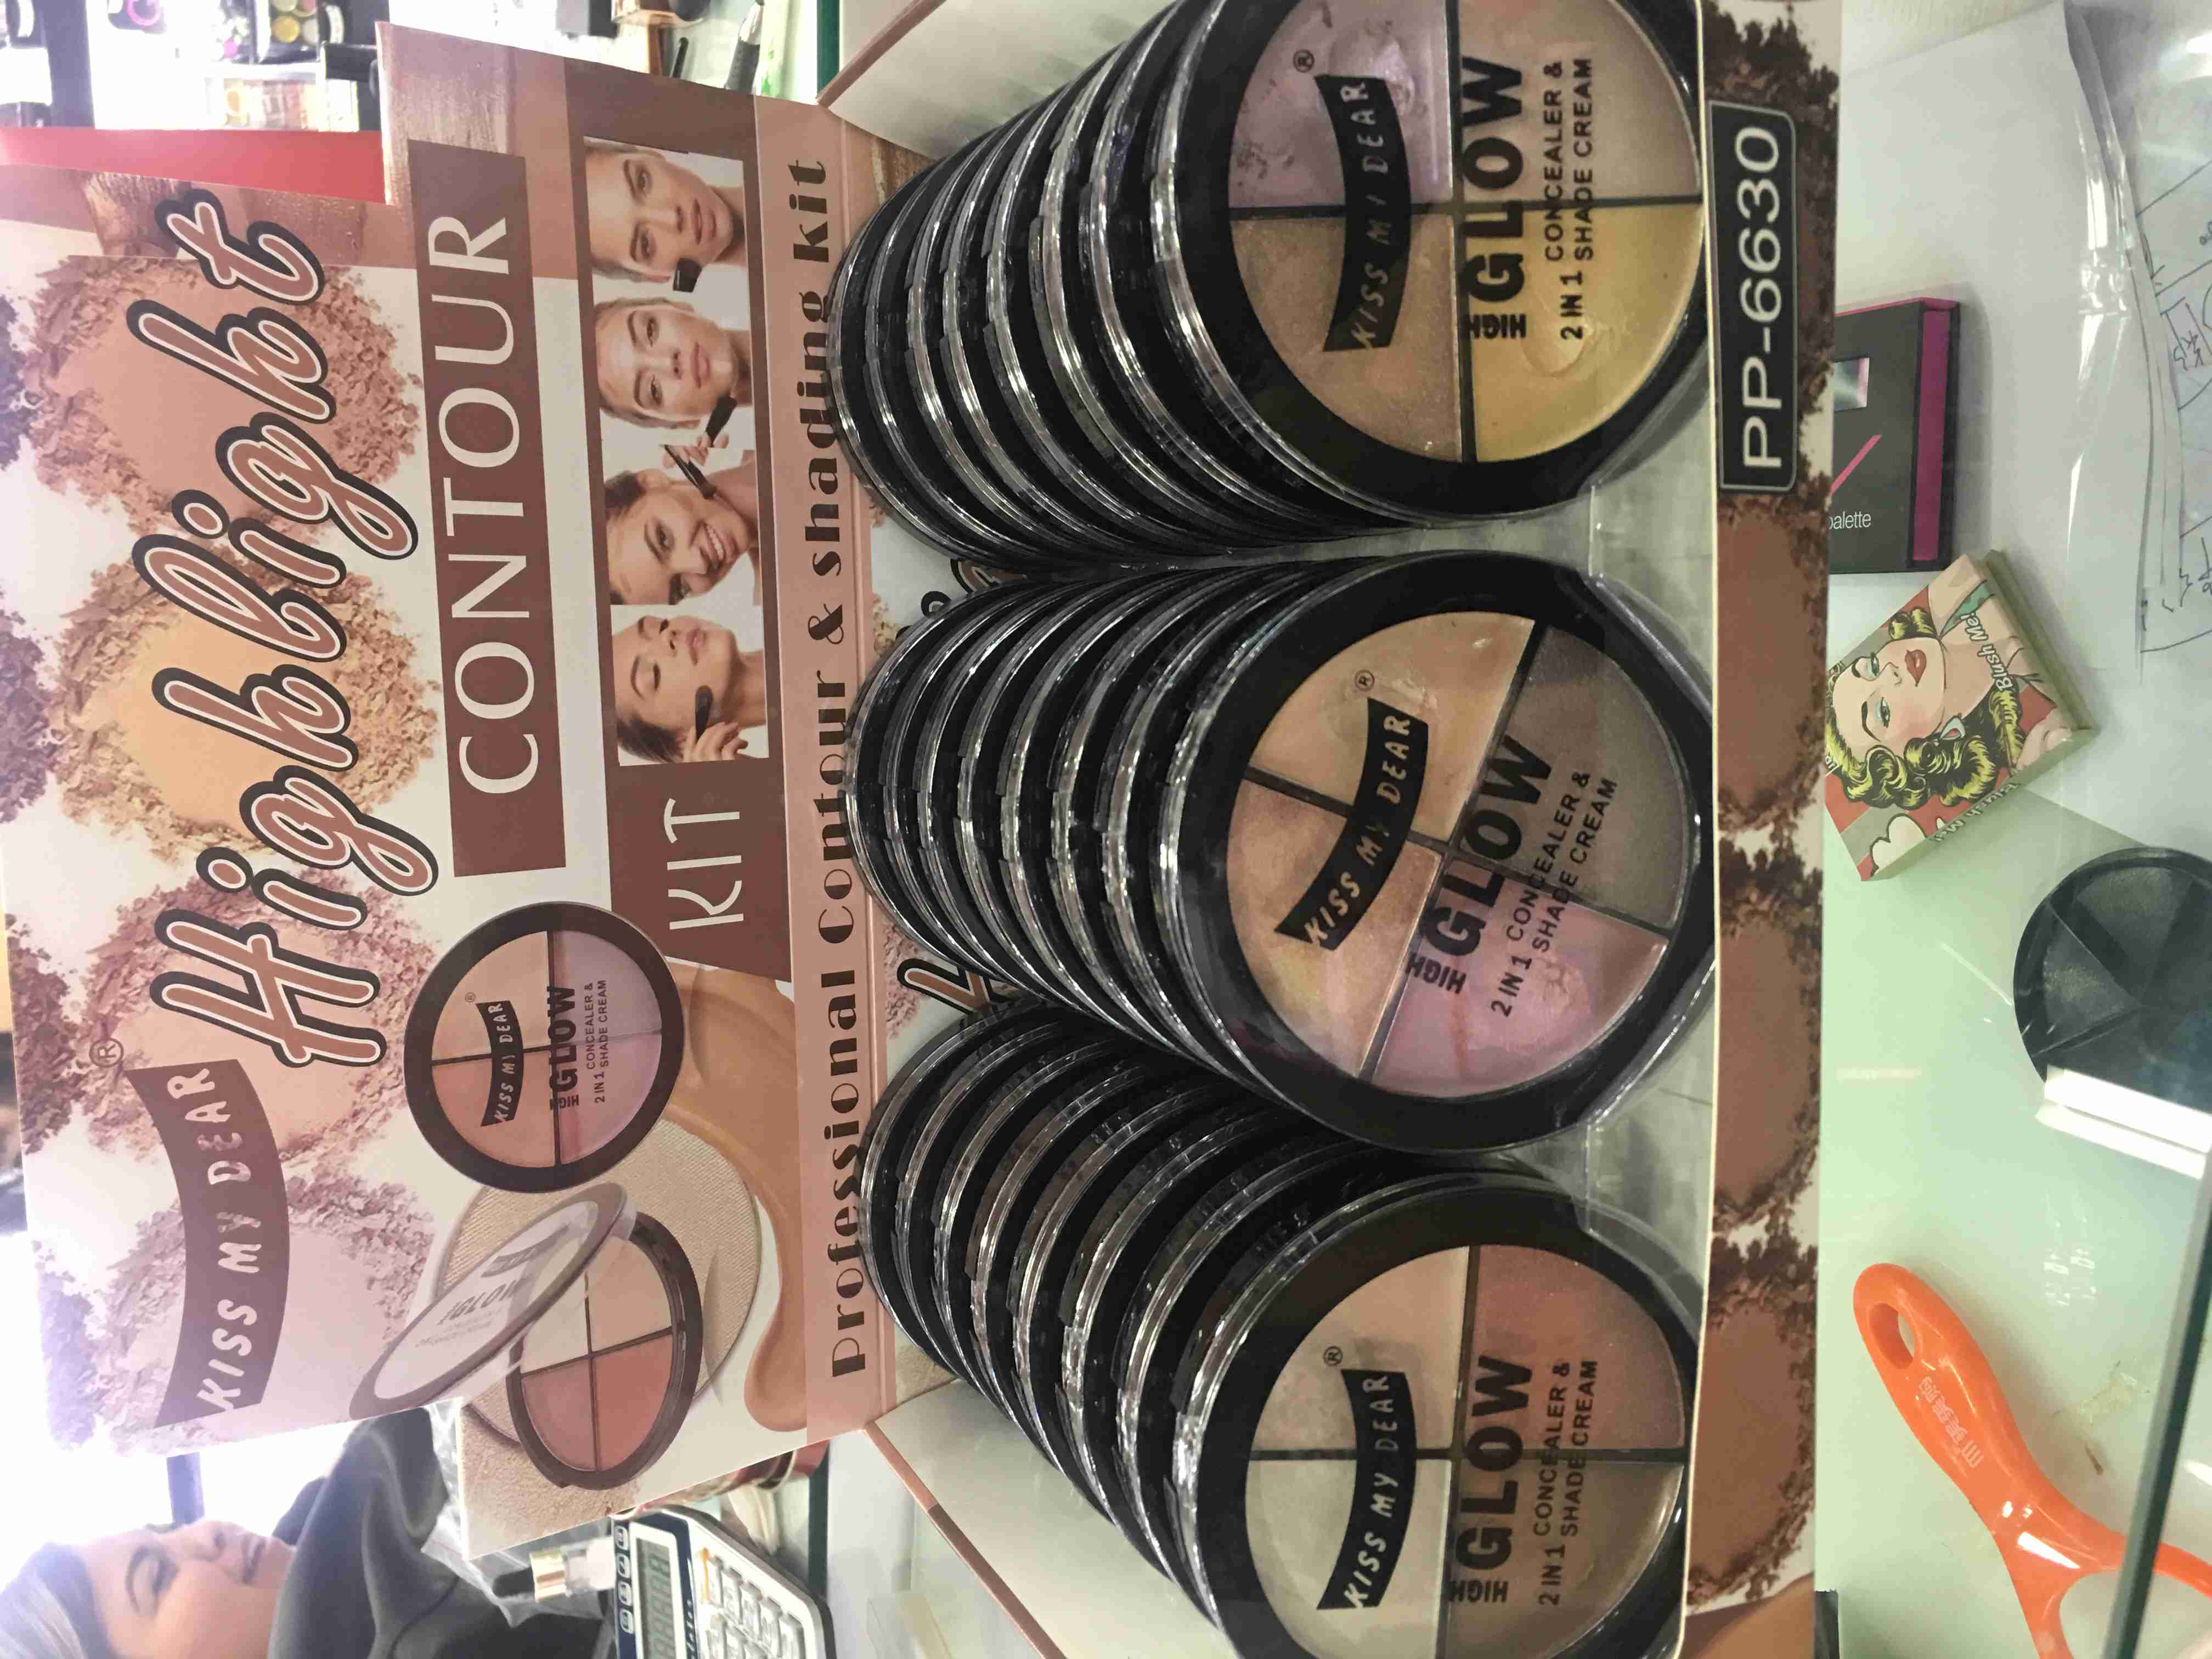 KISS MY DEAR ®
Highlight
CONTOUR
KIT
KISS MY DEAR ®
HIGH GLOW
2 IN 1 CONCEALER &
SHADE CREAM
GLOW
Professional Contour & shading kit
KISS MY DEAR ®
HIGH GLOW
2 IN 1 CONCEALER &
SHADE CREAM
KISS MY DEAR ®
HIGH GLOW
2 IN 1 CONCEALER &
SHADE CREAM
KISS MY DEAR ®
HIGH GLOW
2 IN 1 CONCEALER &
SHADE CREAM
PP-6630
palette
Blush Me!